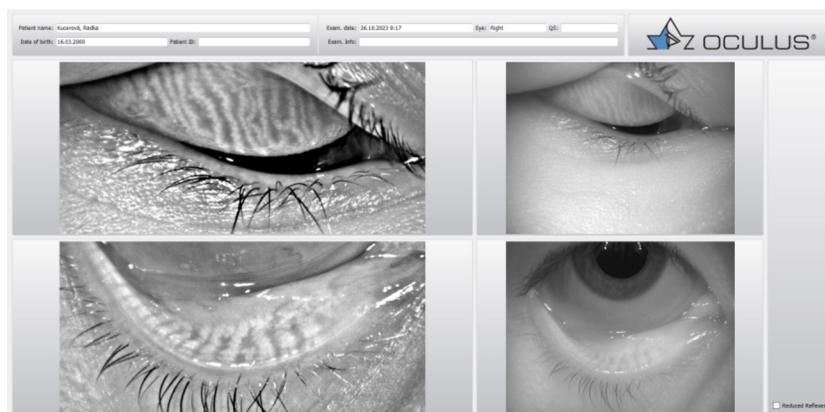 Patient name: Kucerová, Radka
Exam. date: 26.10.2023 9:17
Eye: Right
QS:
OCULUS®
Date of birth: 16.03.2000
Patient ID:
Exam. Info:
Reduced Reflexes